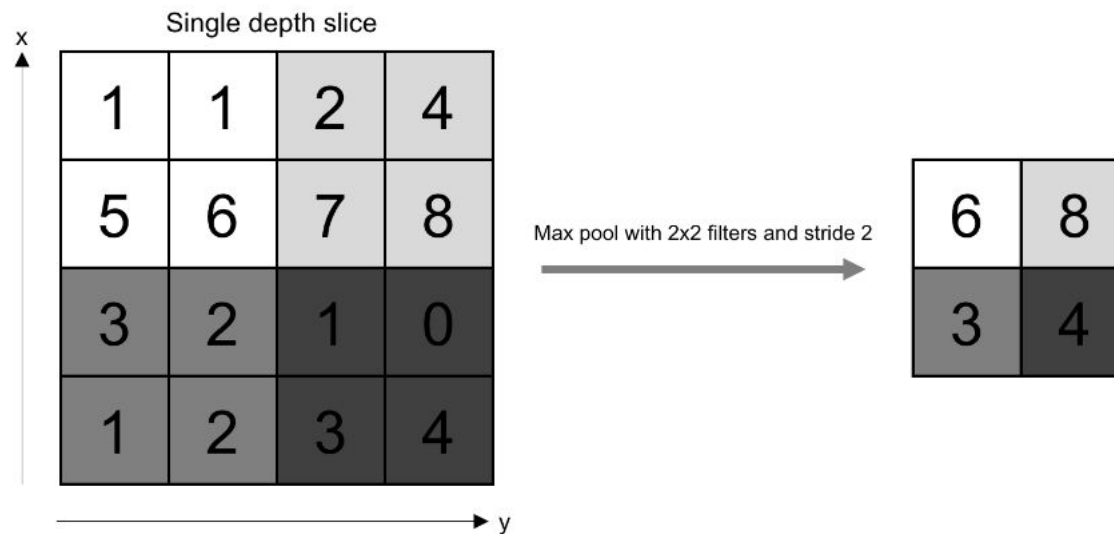 Single depth slice
x
1 1 2 4
5 6 7 8
3 2 1 0
1 2 3 4
y
Max pool with 2x2 filters and stride 2
6 8
3 4